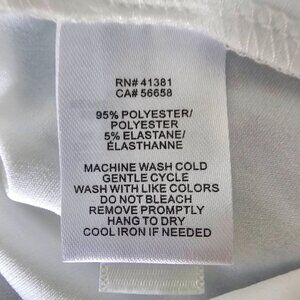 RN# 41381
CA# 56658
95% POLYESTER/
POLYESTER
5% ELASTANE/
ÉLASTHANNE
MACHINE WASH COLD
GENTLE CYCLE
WASH WITH LIKE COLORS
DO NOT BLEACH
REMOVE PROMPTLY
HANG TO DRY
COOL IRON IF NEEDED